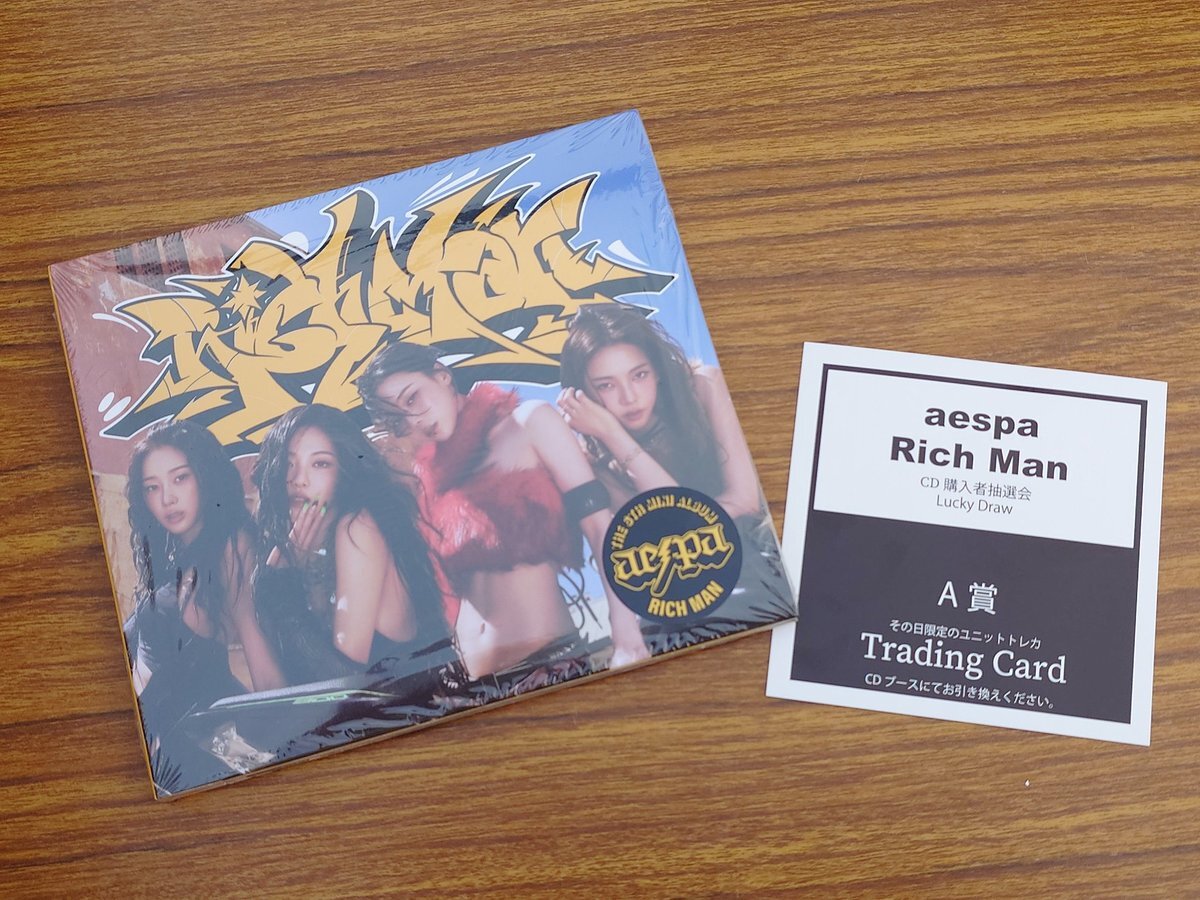 Rich Man
THE 6TH MINI ALBUM
aespa
RICH MAN
aespa
Rich Man
CD 購入者抽選会
Lucky Draw
A 賞
その日限定のユニットトレカ
Trading Card
CD ブースにてお引き換えください。